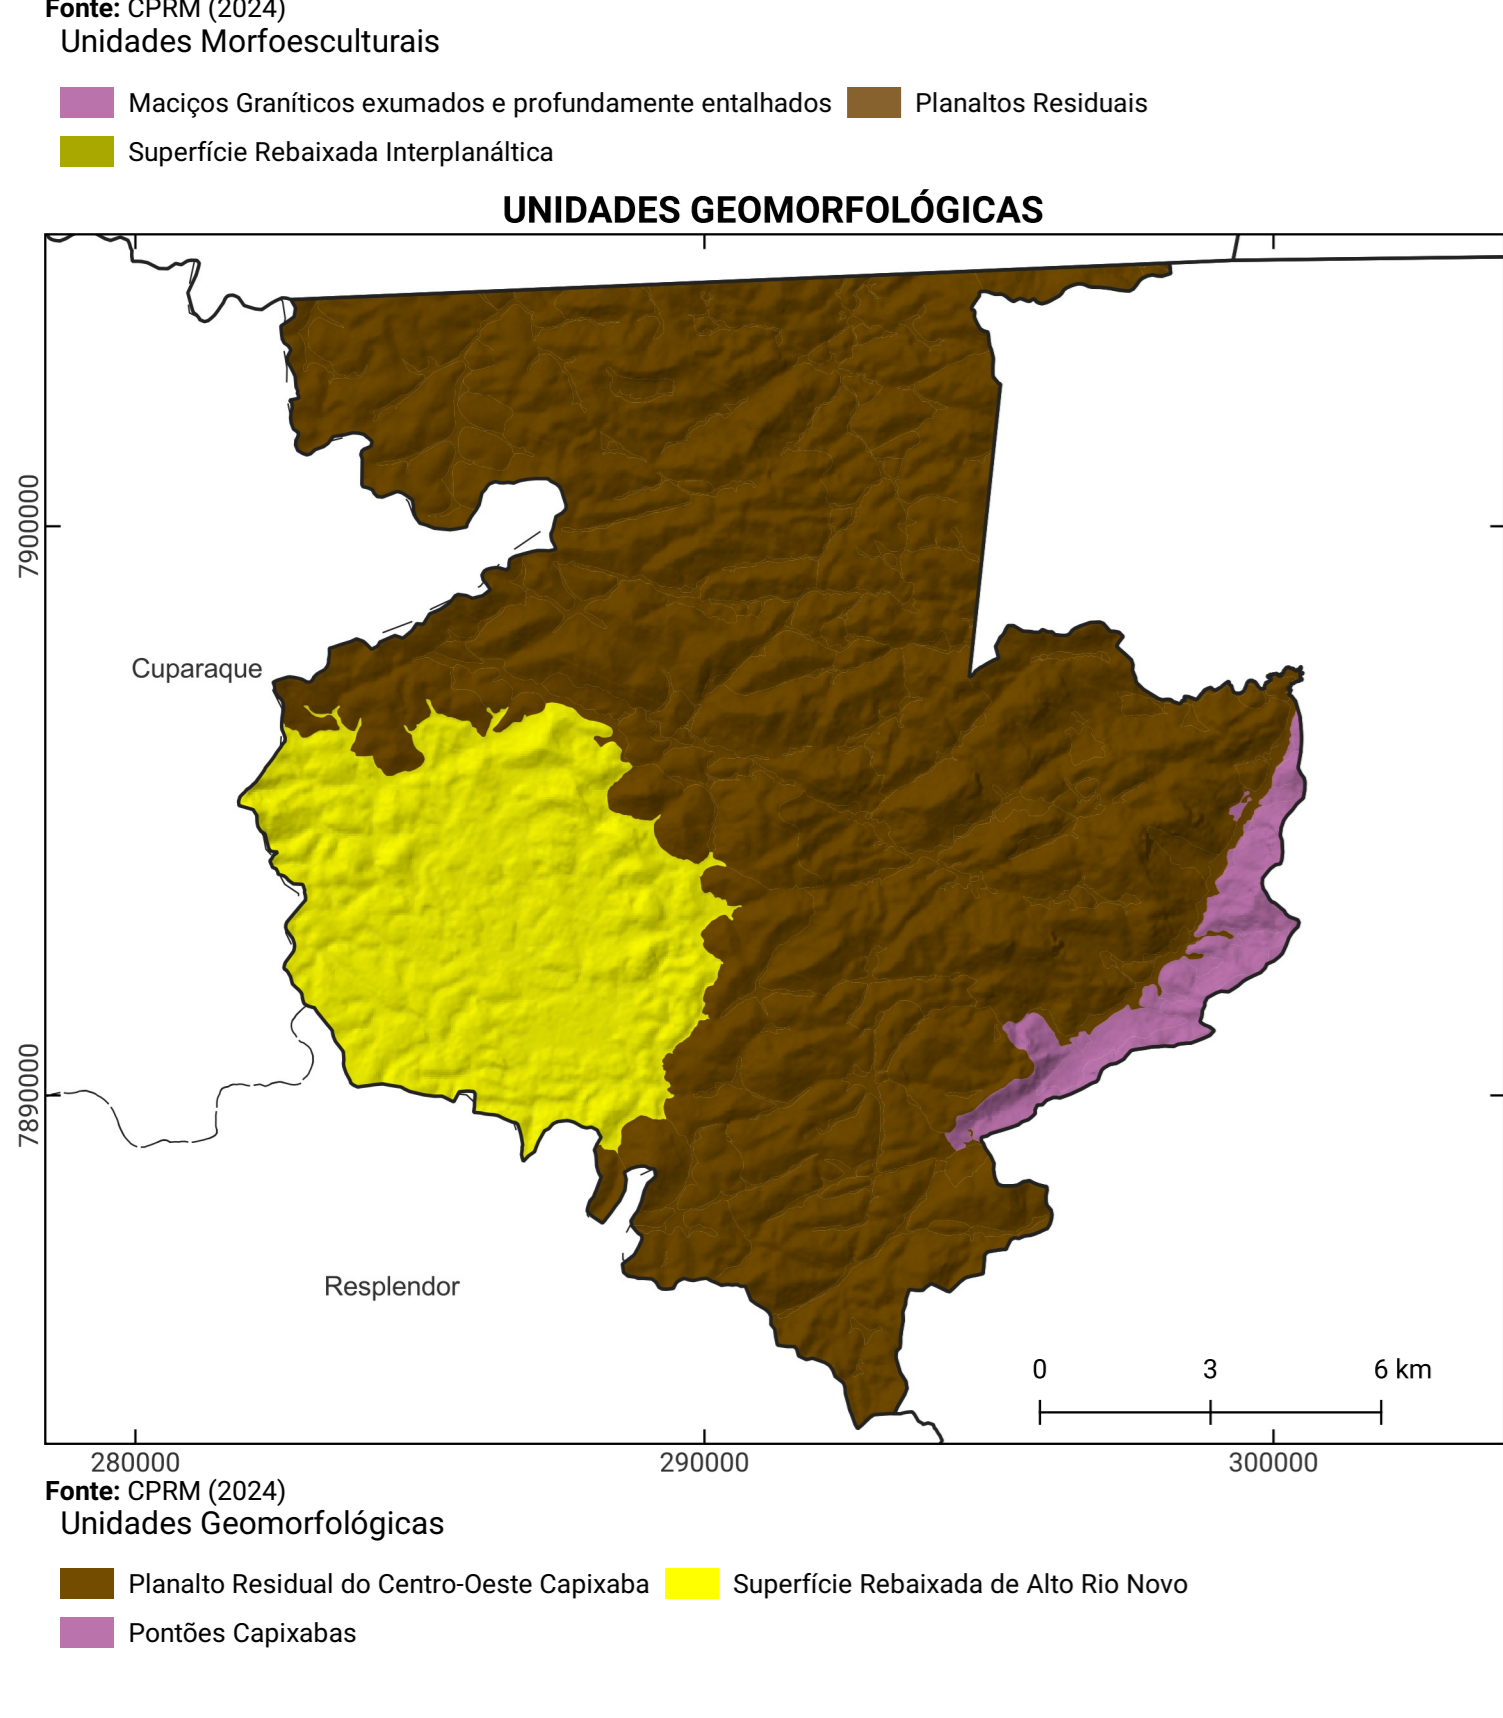 Fonte: CPRM (2024)
Unidades Morfoesculturais
Maciços Graníticos exumados e profundamente entalhados Planaltos Residuais
Superfície Rebaixada Interplanáltica
UNIDADES GEOMORFOLÓGICAS
7900000
Cuparaque
7890000
Resplendor
0 3 6 km
280000 290000 300000
Fonte: CPRM (2024)
Unidades Geomorfológicas
Planalto Residual do Centro-Oeste Capixaba Superfície Rebaixada de Alto Rio Novo
Pontões Capixabas